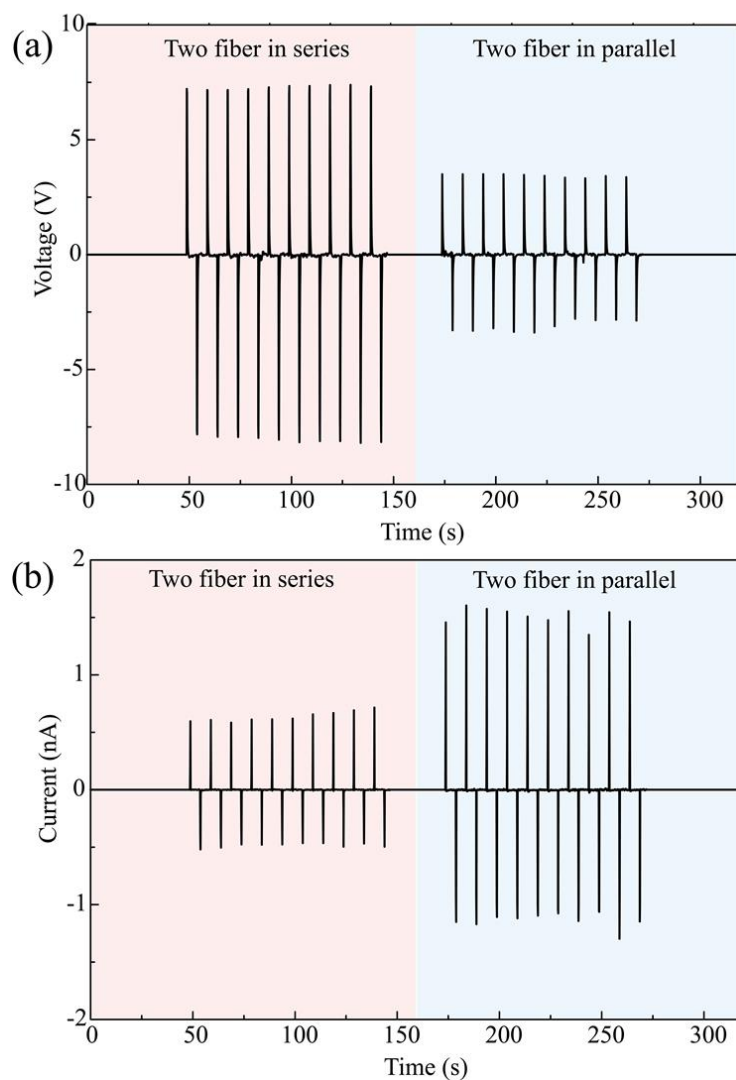 (a)
Two fiber in series
Two fiber in parallel
10
5
0
-5
-10
Voltage (V)
0
50
100
150
200
250
300
Time (s)
(b)
Two fiber in series
Two fiber in parallel
2
1
0
-1
-2
Current (nA)
0
50
100
150
200
250
300
Time (s)